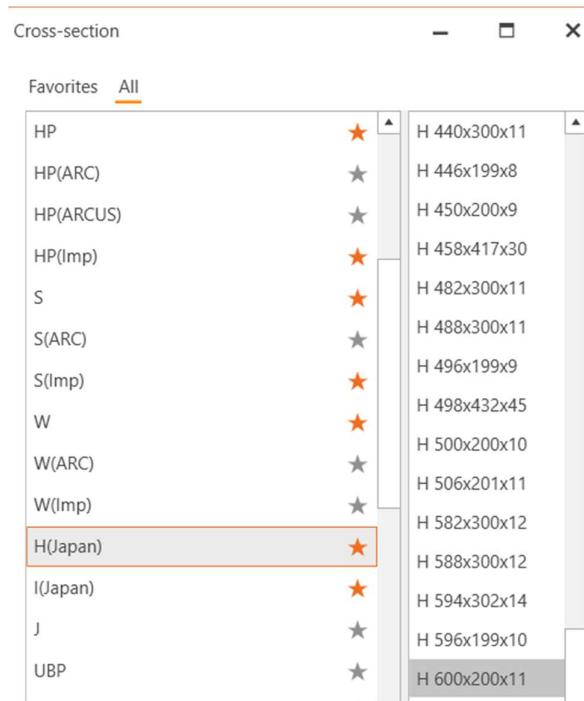 Cross-section
Favorites All
HP
HP(ARC)
HP(ARCUS)
HP(Imp)
S
S(ARC)
S(Imp)
W
W(ARC)
W(Imp)
H(Japan)
I(Japan)
J
UBP
H 440x300x11
H 446x199x8
H 450x200x9
H 458x417x30
H 482x300x11
H 488x300x11
H 496x199x9
H 498x432x45
H 500x200x10
H 506x201x11
H 582x300x12
H 588x300x12
H 594x302x14
H 596x199x10
H 600x200x11